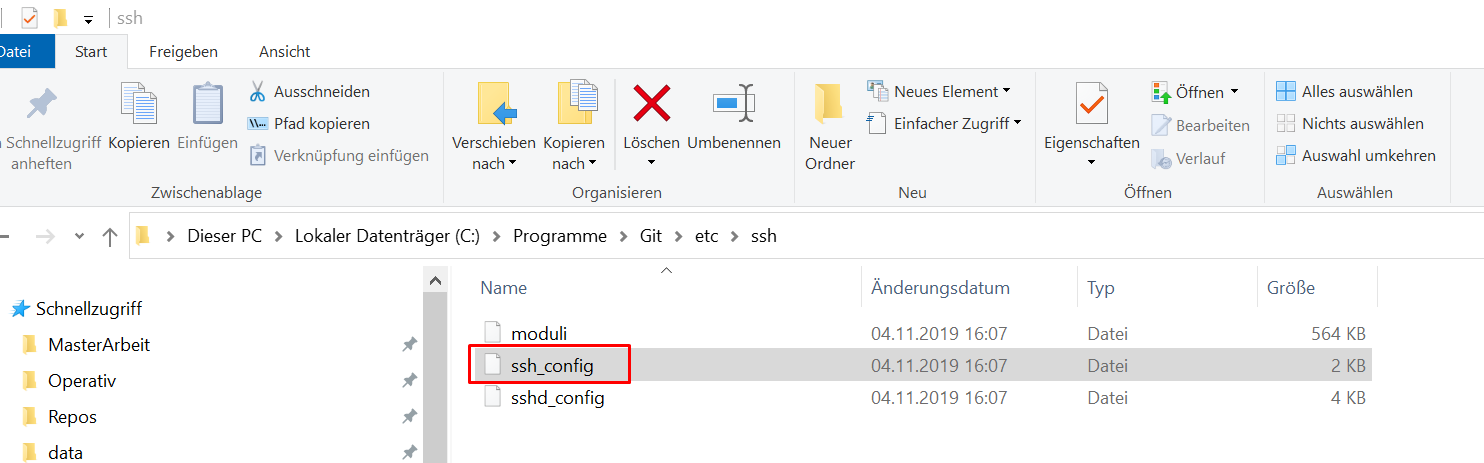 ssh
Datei Start Freigeben Ansicht
Schnellzugriff anheften
Kopieren
Einfügen
Ausschneiden
Pfad kopieren
Verknüpfung einfügen
Zwischenablage
Verschieben nach
Kopieren nach
Löschen
Umbenennen
Organisieren
Neuer Ordner
Neues Element
Einfacher Zugriff
Neu
Eigenschaften
Öffnen
Bearbeiten
Verlauf
Öffnen
Alles auswählen
Nichts auswählen
Auswahl umkehren
Auswählen
Dieser PC Lokaler Datenträger (C:) Programme Git etc ssh
Schnellzugriff
MasterArbeit
Operativ
Repos
data
Name Änderungsdatum Typ Größe
moduli 04.11.2019 16:07 Datei 564 KB
ssh_config 04.11.2019 16:07 Datei 2 KB
sshd_config 04.11.2019 16:07 Datei 4 KB